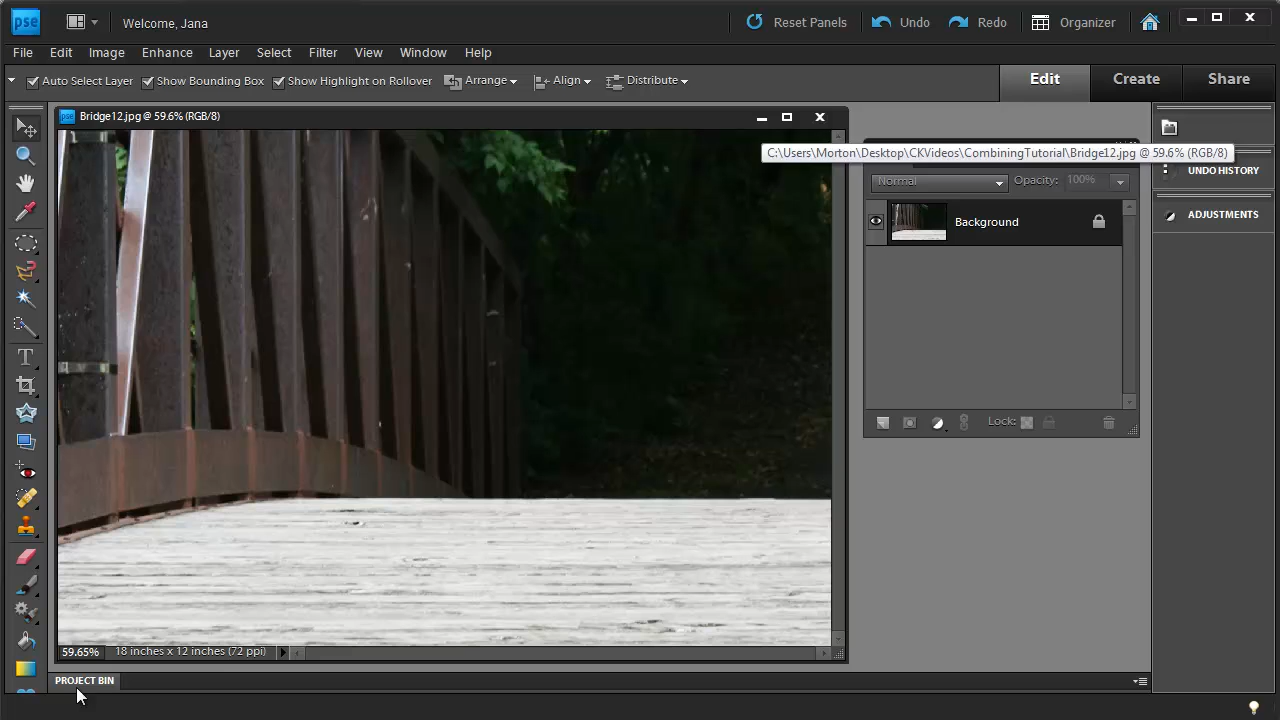 pse
Welcome, Jana
Reset Panels
Undo
Redo
Organizer
File Edit Image Enhance Layer Select Filter View Window Help
Auto Select Layer Show Bounding Box Show Highlight on Rollover Arrange Align Distribute
Edit Create Share
pse Bridge12.jpg @ 59.6% (RGB/8)
C:\Users\Morton\Desktop\CKVideos\CombiningTutorial\Bridge12.jpg @ 59.6% (RGB/8)
UNDO HISTORY
Normal Opacity: 100%
ADJUSTMENTS
Background
T
Lock:
59.65% 18 inches x 12 inches (72 ppi)
PROJECT BIN